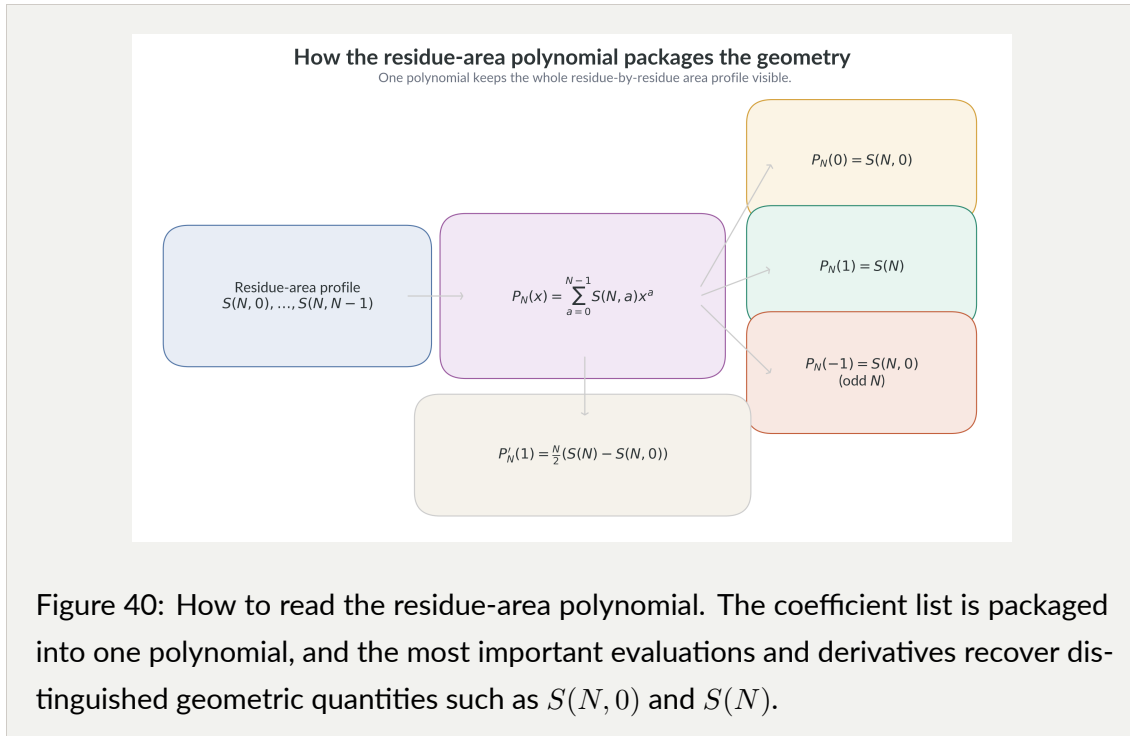 How the residue-area polynomial packages the geometry
One polynomial keeps the whole residue-by-residue area profile visible.
P_N(0) = S(N, 0)
P_N(1) = S(N)
Residue-area profile
S(N, 0), …, S(N, N − 1)
P_N(x) = ∑_{a=0}^{N−1} S(N, a)x^a
P_N(−1) = S(N, 0)
(odd N)
P′_N(1) = N/2 (S(N) − S(N, 0))
Figure 40: How to read the residue-area polynomial. The coefficient list is packaged
into one polynomial, and the most important evaluations and derivatives recover dis-
tinguished geometric quantities such as S(N, 0) and S(N).